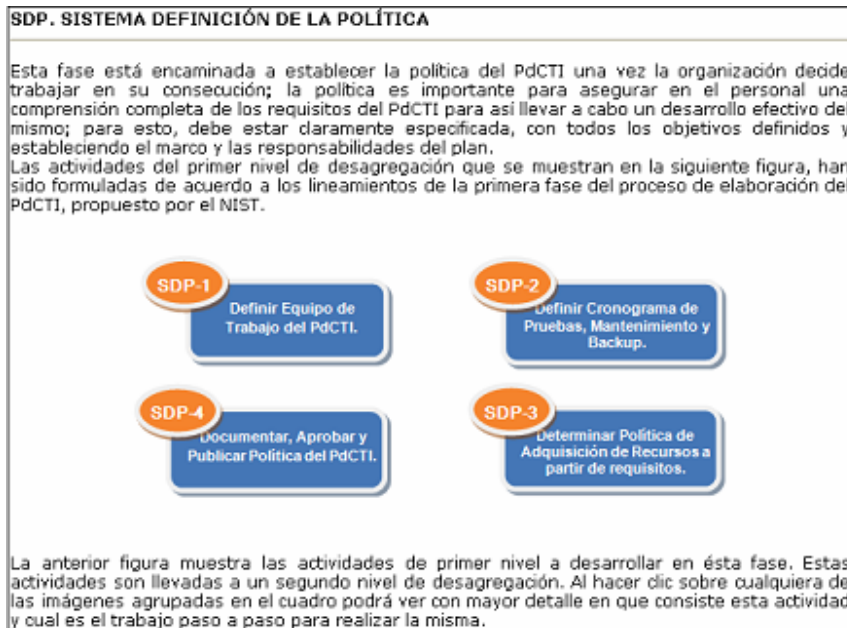 SDP. SISTEMA DEFINICIÓN DE LA POLÍTICA
Esta fase está encaminada a establecer la política del PdCTI una vez la organización decide
trabajar en su consecución; la política es importante para asegurar en el personal una
comprensión completa de los requisitos del PdCTI para así llevar a cabo un desarrollo efectivo del
mismo; para esto, debe estar claramente especificada, con todos los objetivos definidos y
estableciendo el marco y las responsabilidades del plan.
Las actividades del primer nivel de desagregación que se muestran en la siguiente figura, han
sido formuladas de acuerdo a los lineamientos de la primera fase del proceso de elaboración del
PdCTI, propuesto por el NIST.
SDP-1
Definir Equipo de
Trabajo del PdCTI.
SDP-2
Definir Cronograma de
Pruebas, Mantenimiento y
Backup.
SDP-4
Documentar, Aprobar y
Publicar Política del PdCTI.
SDP-3
Determinar Política de
Adquisición de Recursos a
partir de requisitos.
La anterior figura muestra las actividades de primer nivel a desarrollar en ésta fase. Estas
actividades son llevadas a un segundo nivel de desagregación. Al hacer clic sobre cualquiera de
las imágenes agrupadas en el cuadro podrá ver con mayor detalle en que consiste esta actividad
y cual es el trabajo paso a paso para realizar la misma.